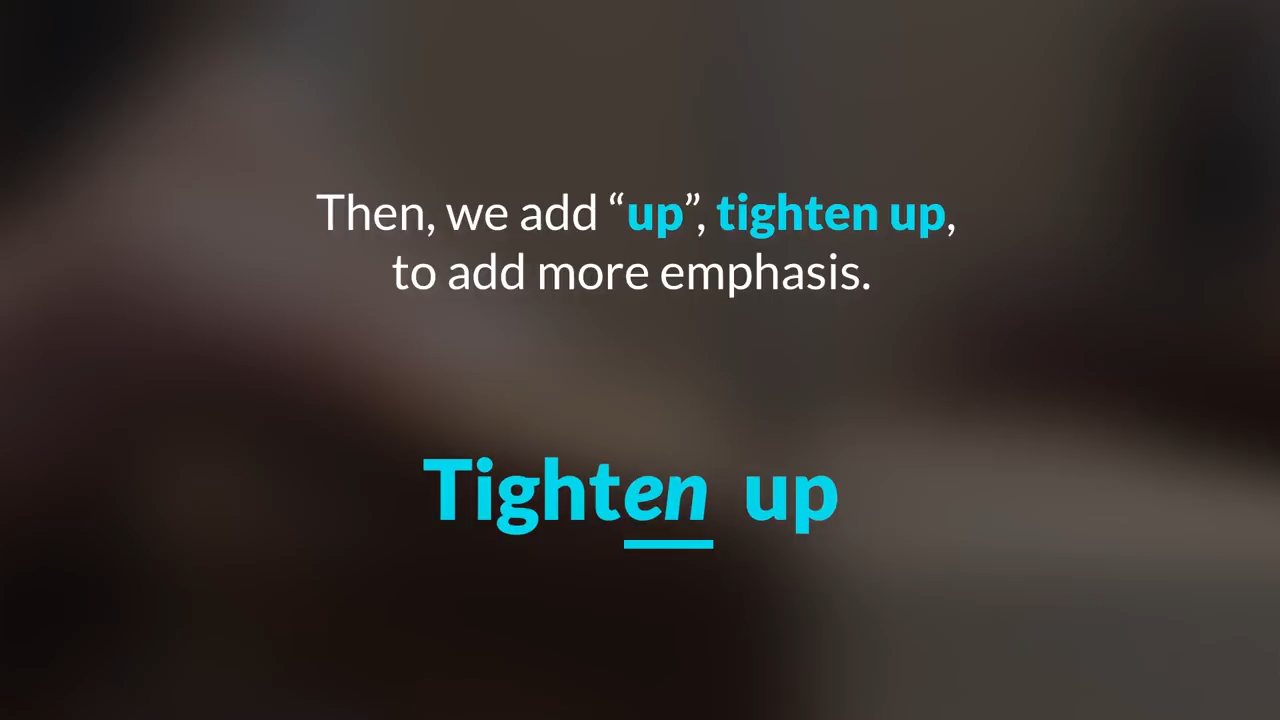 Then, we add “up”, tighten up,
to add more emphasis.
Tighten up